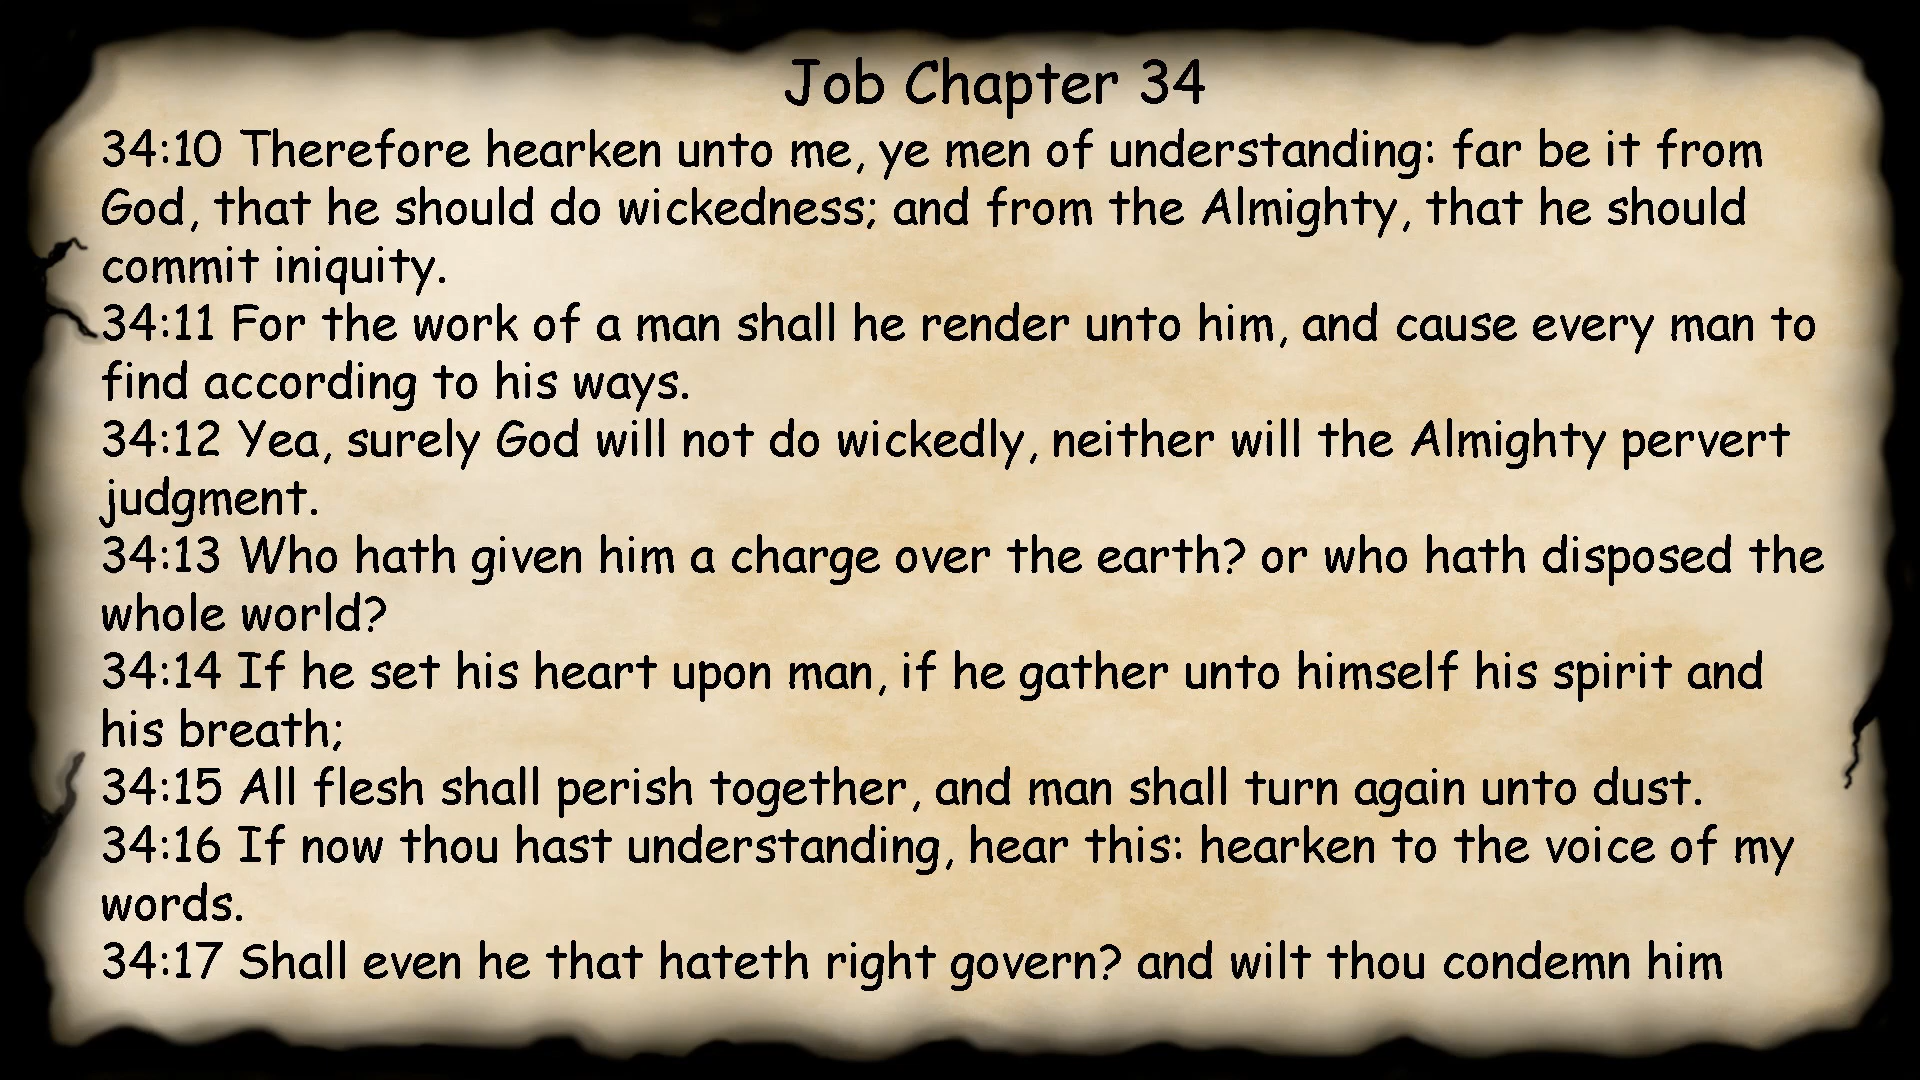 Job Chapter 34
34:10 Therefore hearken unto me, ye men of understanding: far be it from
God, that he should do wickedness; and from the Almighty, that he should
commit iniquity.
34:11 For the work of a man shall he render unto him, and cause every man to
find according to his ways.
34:12 Yea, surely God will not do wickedly, neither will the Almighty pervert
judgment.
34:13 Who hath given him a charge over the earth? or who hath disposed the
whole world?
34:14 If he set his heart upon man, if he gather unto himself his spirit and
his breath;
34:15 All flesh shall perish together, and man shall turn again unto dust.
34:16 If now thou hast understanding, hear this: hearken to the voice of my
words.
34:17 Shall even he that hateth right govern? and wilt thou condemn him